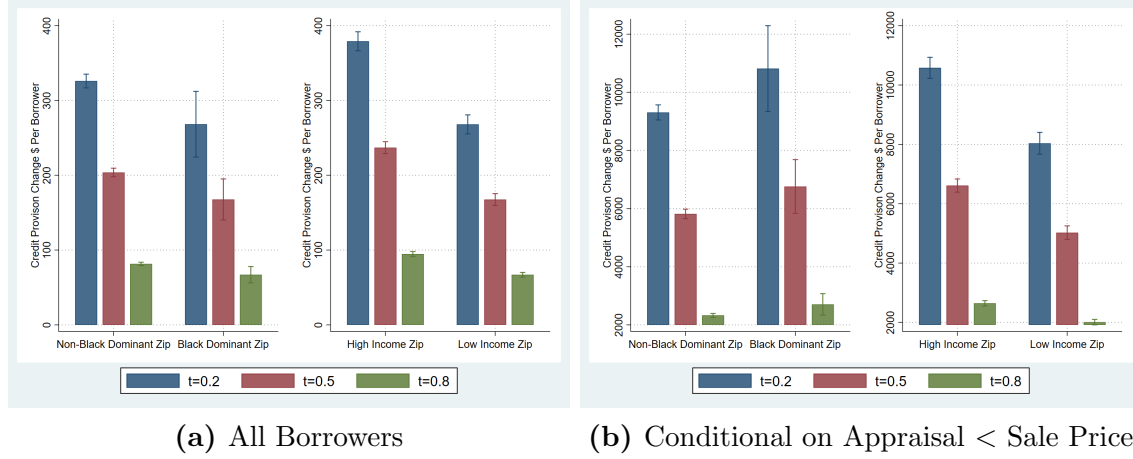 Credit Provison Change $ Per Borrower
400
300
200
100
0
Non-Black Dominant Zip Black Dominant Zip
Credit Provison Change $ Per Borrower
400
300
200
100
0
High Income Zip Low Income Zip
t=0.2 t=0.5 t=0.8
(a) All Borrowers
Credit Provison Change $ Per Borrower
12000
10000
8000
6000
4000
2000
Non-Black Dominant Zip Black Dominant Zip
Credit Provison Change $ Per Borrower
12000
10000
8000
6000
4000
2000
High Income Zip Low Income Zip
t=0.2 t=0.5 t=0.8
(b) Conditional on Appraisal < Sale Price